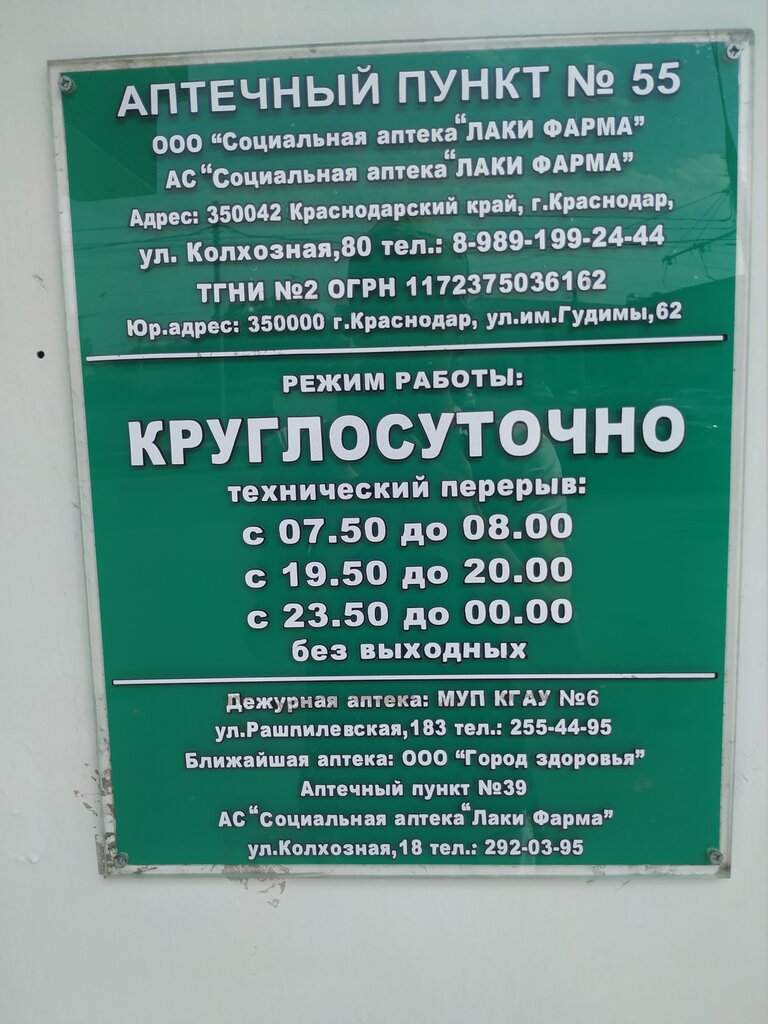 АПТЕЧНЫЙ ПУНКТ № 55
ООО “Социальная аптека“ЛАКИ ФАРМА”
АС “Социальная аптека“ЛАКИ ФАРМА”
Адрес: 350042 Краснодарский край, г.Краснодар,
ул. Колхозная,80 тел.: 8-989-199-24-44
ТГНИ №2 ОГРН 1172375036162
Юр.адрес: 350000 г.Краснодар, ул.им.Гудимы,62
РЕЖИМ РАБОТЫ:
КРУГЛОСУТОЧНО
технический перерыв:
с 07.50 до 08.00
с 19.50 до 20.00
с 23.50 до 00.00
без выходных
Дежурная аптека: МУП КГАУ №6
ул.Рашпилевская,183 тел.: 255-44-95
Ближайшая аптека: ООО “Город здоровья”
Аптечный пункт №39
АС “Социальная аптека“Лаки Фарма”
ул.Колхозная,18 тел.: 292-03-95